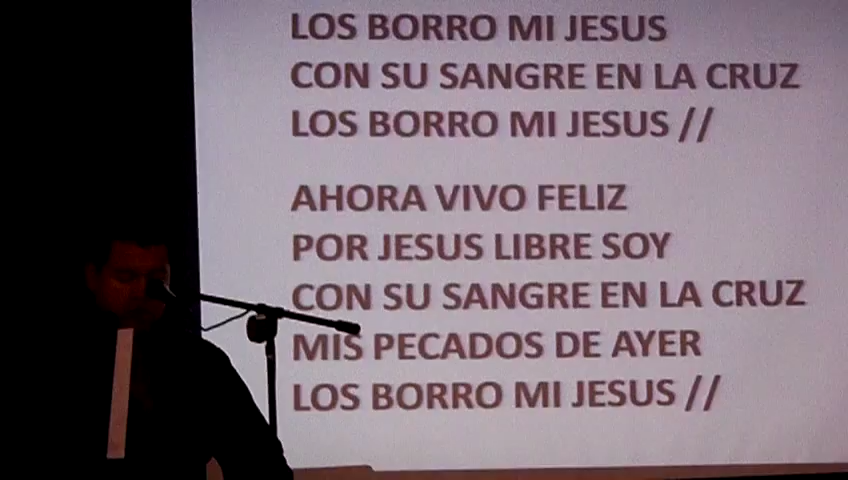 LOS BORRO MI JESUS
CON SU SANGRE EN LA CRUZ
LOS BORRO MI JESUS //
AHORA VIVO FELIZ
POR JESUS LIBRE SOY
CON SU SANGRE EN LA CRUZ
MIS PECADOS DE AYER
LOS BORRO MI JESUS //